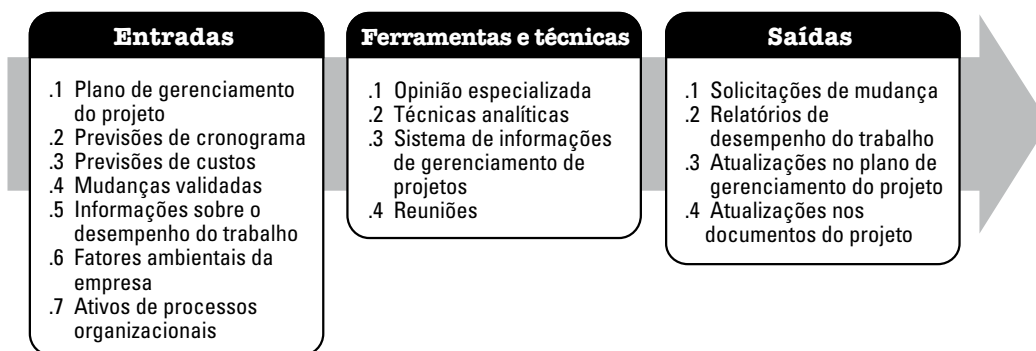 Entradas
.1 Plano de gerenciamento
do projeto
.2 Previsões de cronograma
.3 Previsões de custos
.4 Mudanças validadas
.5 Informações sobre o
desempenho do trabalho
.6 Fatores ambientais da
empresa
.7 Ativos de processos
organizacionais
Ferramentas e técnicas
.1 Opinião especializada
.2 Técnicas analíticas
.3 Sistema de informações
de gerenciamento de
projetos
.4 Reuniões
Saídas
.1 Solicitações de mudança
.2 Relatórios de
desempenho do trabalho
.3 Atualizações no plano de
gerenciamento do projeto
.4 Atualizações nos
documentos do projeto